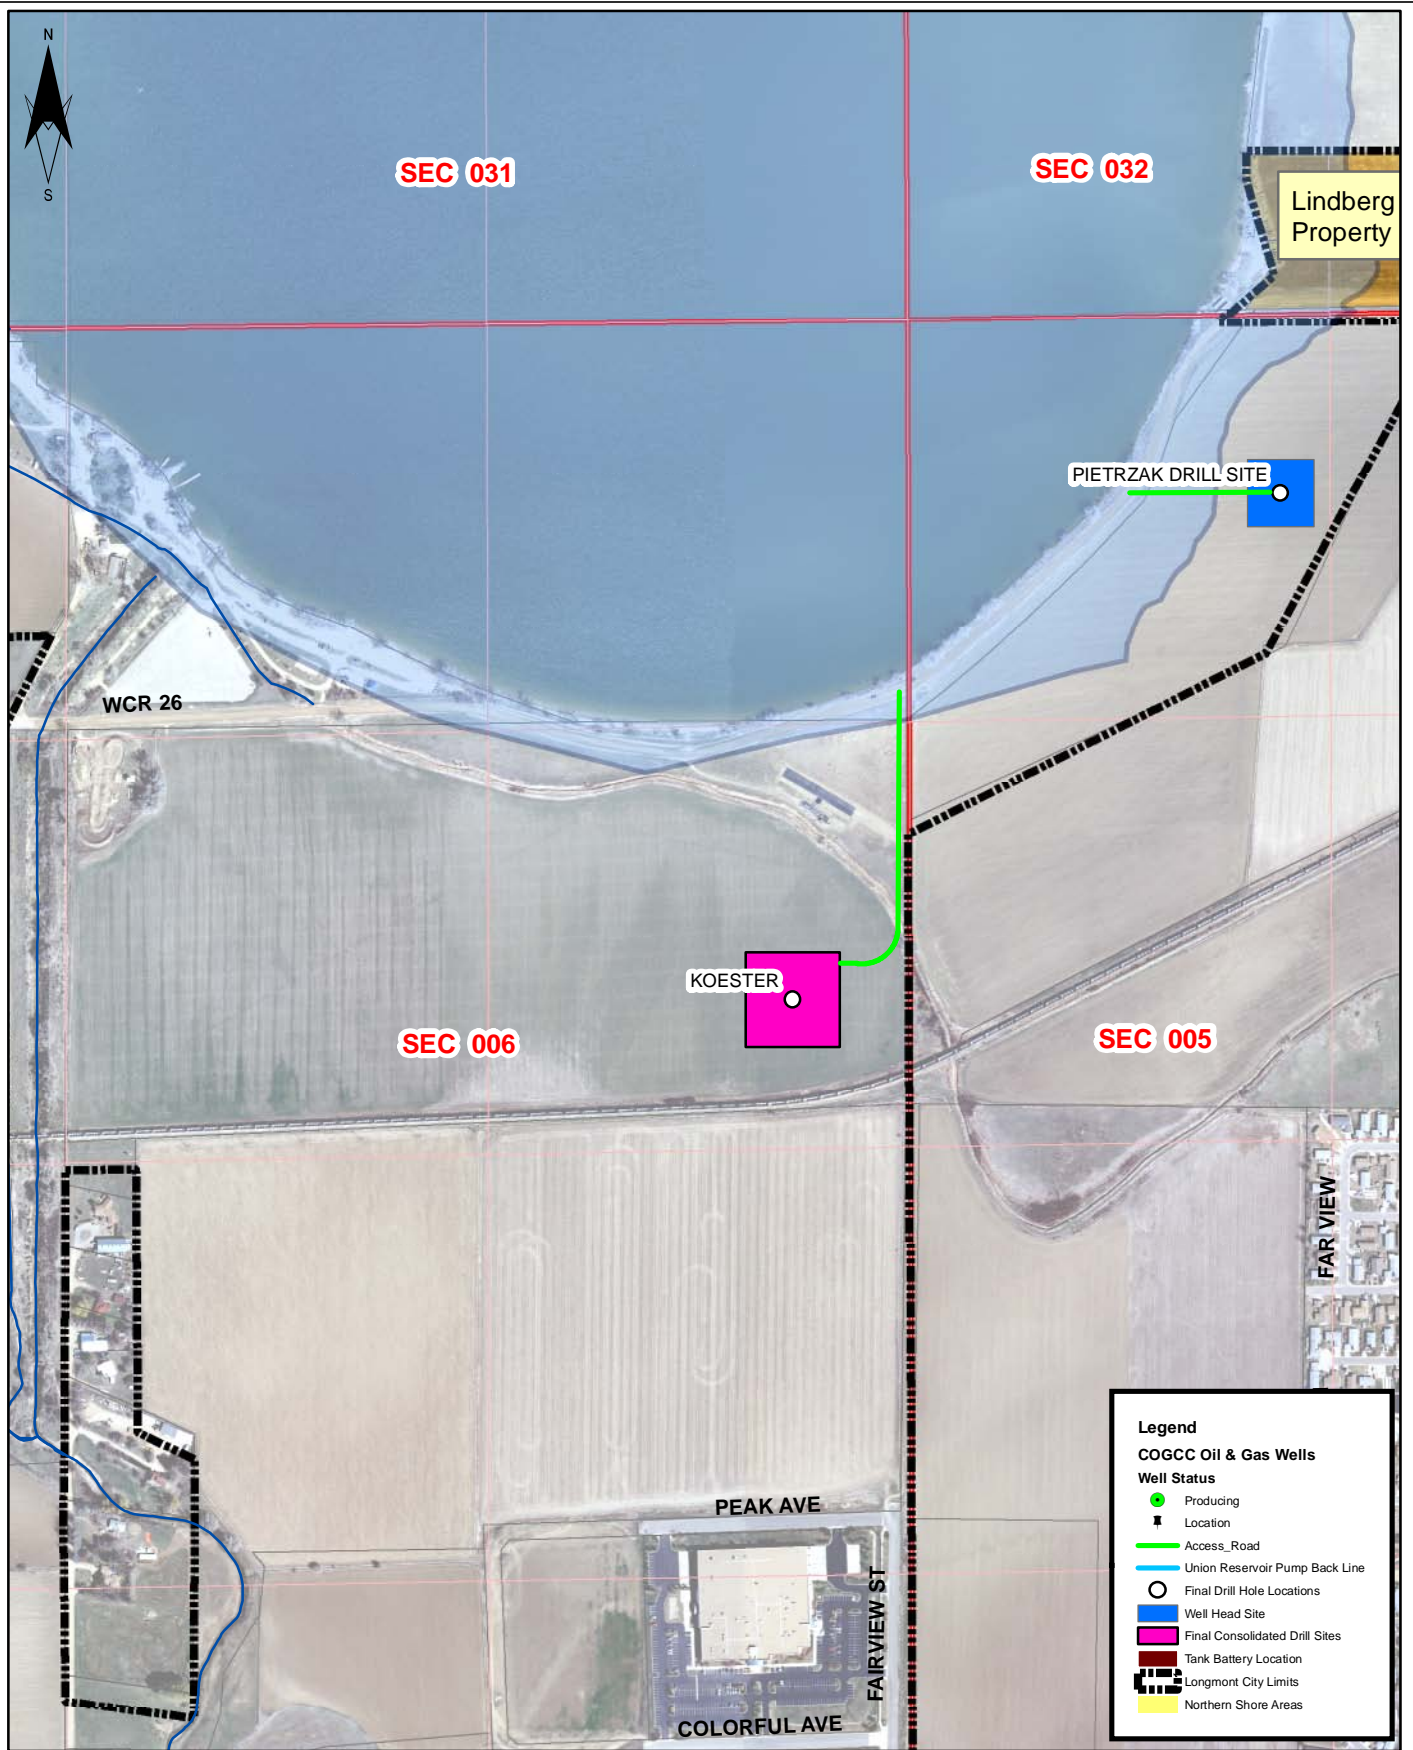 N
S
SEC 031
SEC 032
Lindberg
Property
PIETRZAK DRILL SITE
WCR 26
KOESTER
SEC 006
SEC 005
FAR VIEW
PEAK AVE
FAIRVIEW ST
COLORFUL AVE
Legend
COGCC Oil & Gas Wells
Well Status
Producing
Location
Access_Road
Union Reservoir Pump Back Line
Final Drill Hole Locations
Well Head Site
Final Consolidated Drill Sites
Tank Battery Location
Longmont City Limits
Northern Shore Areas